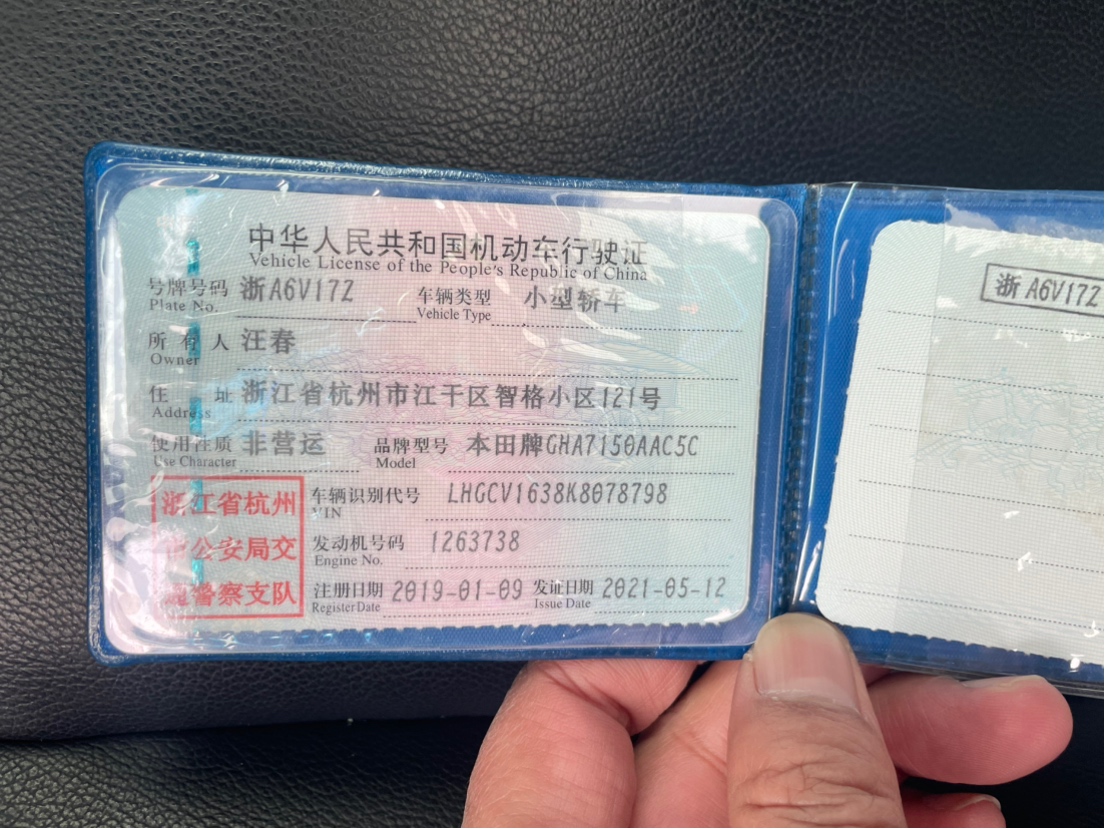 中华人民共和国机动车行驶证
Vehicle License of the People's Republic of China
号牌号码 浙A6V17Z 车辆类型 小型轿车
Plate No. Vehicle Type
所有人 汪春
Owner
住址 浙江省杭州市江干区智格小区121号
Address
使用性质 非营运 品牌型号 本田牌GHA7150AAC5C
Use Character Model
浙江省杭州
车辆识别代号 LHGCV1638K8078798
VIN
公安局交
发动机号码 1263738
Engine No.
警察支队
注册日期 2019-01-09 发证日期 2021-05-12
Register Date Issue Date
浙A6V17Z